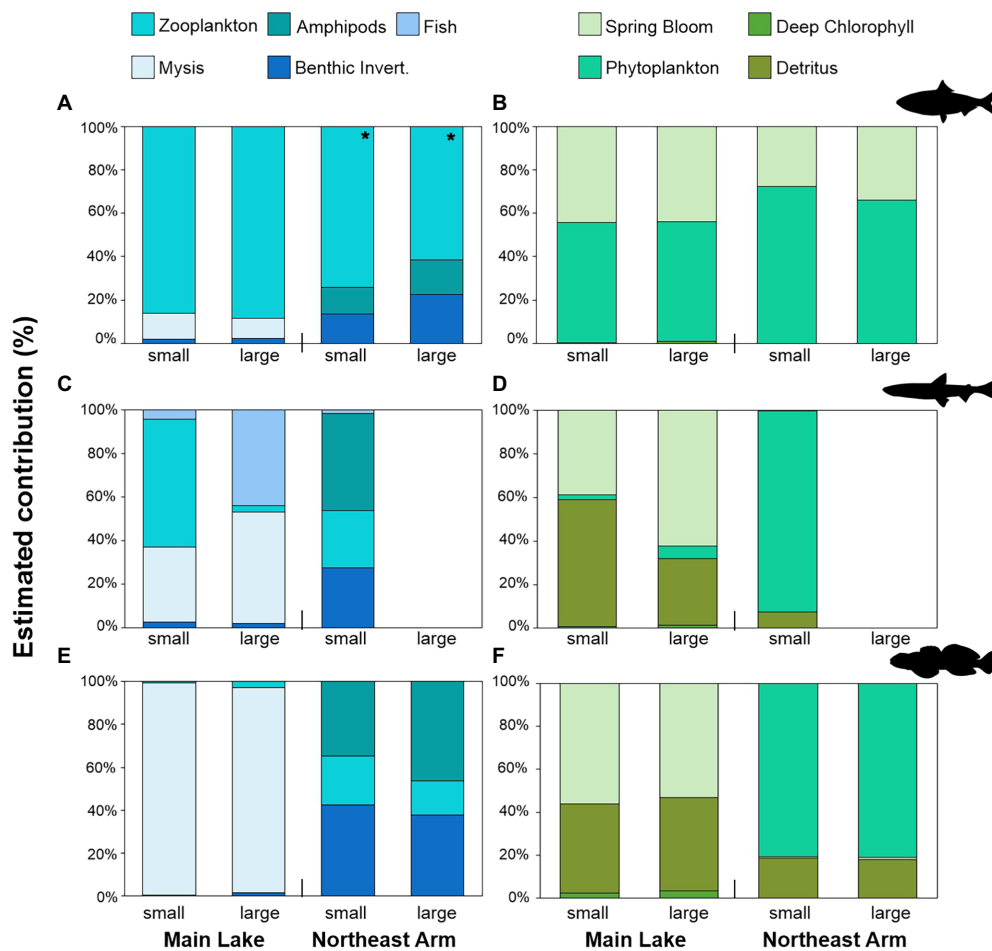 Zooplankton Amphipods Fish Spring Bloom Deep Chlorophyll
Mysis Benthic Invert. Phytoplankton Detritus
A B
100% 100%
80% 80%
60% 60%
40% 40%
20% 20%
0% 0%
* *
small large small large small large small large
C D
100% 100%
80% 80%
60% 60%
40% 40%
20% 20%
0% 0%
small large small large small large small large
E F
100% 100%
80% 80%
60% 60%
40% 40%
20% 20%
0% 0%
small large small large small large small large
Main Lake Northeast Arm Main Lake Northeast Arm
Estimated contribution (%)